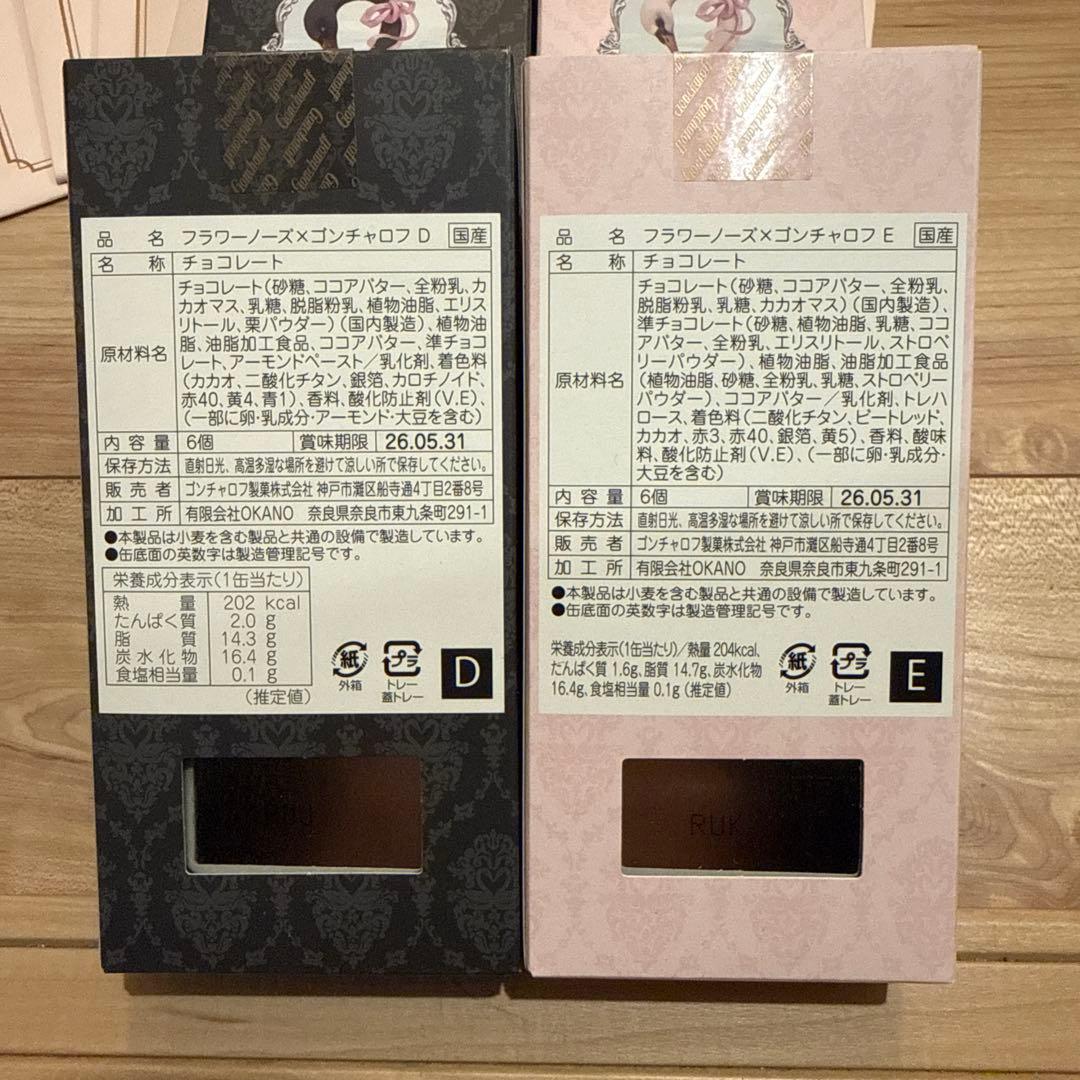 Goncharoff
Goncharoff
品名 フラワーノーズ×ゴンチャロフ D 国産
名称 チョコレート
原材料名 チョコレート(砂糖、ココアバター、全粉乳、カ
カオマス、乳糖、脱脂粉乳、植物油脂、エリス
リトール、栗パウダー)(国内製造)、植物油
脂、油脂加工食品、ココアバター、準チョコ
レート、アーモンドペースト/乳化剤、着色料
(カカオ、二酸化チタン、銀箔、カロチノイド、
赤40、黄4、青1)、香料、酸化防止剤(V.E)、
(一部に卵・乳成分・アーモンド・大豆を含む)
内容量 6個 賞味期限 26.05.31
保存方法 直射日光、高温多湿な場所を避けて涼しい所で保存してください。
販売者 ゴンチャロフ製菓株式会社 神戸市灘区船寺通4丁目2番8号
加工所 有限会社OKANO 奈良県奈良市東九条町291-1
●本製品は小麦を含む製品と共通の設備で製造しています。
●缶底面の英数字は製造管理記号です。
栄養成分表示(1缶当たり)
熱量 202 kcal
たんぱく質 2.0 g
脂質 14.3 g
炭水化物 16.4 g
食塩相当量 0.1 g
(推定値)
紙
外箱
プラ
トレー
蓋トレー
D
品名 フラワーノーズ×ゴンチャロフ E 国産
名称 チョコレート
原材料名 チョコレート(砂糖、ココアバター、全粉乳、
脱脂粉乳、乳糖、カカオマス)(国内製造)、
準チョコレート(砂糖、植物油脂、乳糖、ココ
アバター、全粉乳、エリスリトール、ストロベ
リーパウダー)、植物油脂、油脂加工食品
(植物油脂、砂糖、全粉乳、乳糖、ストロベリー
パウダー)、ココアバター/乳化剤、トレハ
ロース、着色料(二酸化チタン、ビートレッド、
カカオ、赤3、赤40、銀箔、黄5)、香料、酸味
料、酸化防止剤(V.E)、(一部に卵・乳成分・
大豆を含む)
内容量 6個 賞味期限 26.05.31
保存方法 直射日光、高温多湿な場所を避けて涼しい所で保存してください。
販売者 ゴンチャロフ製菓株式会社 神戸市灘区船寺通4丁目2番8号
加工所 有限会社OKANO 奈良県奈良市東九条町291-1
●本製品は小麦を含む製品と共通の設備で製造しています。
●缶底面の英数字は製造管理記号です。
栄養成分表示(1缶当たり)/熱量 204kcal、
たんぱく質 1.6g、脂質 14.7g、炭水化物
16.4g、食塩相当量 0.1g(推定値)
紙
外箱
プラ
トレー
蓋トレー
E
RUK